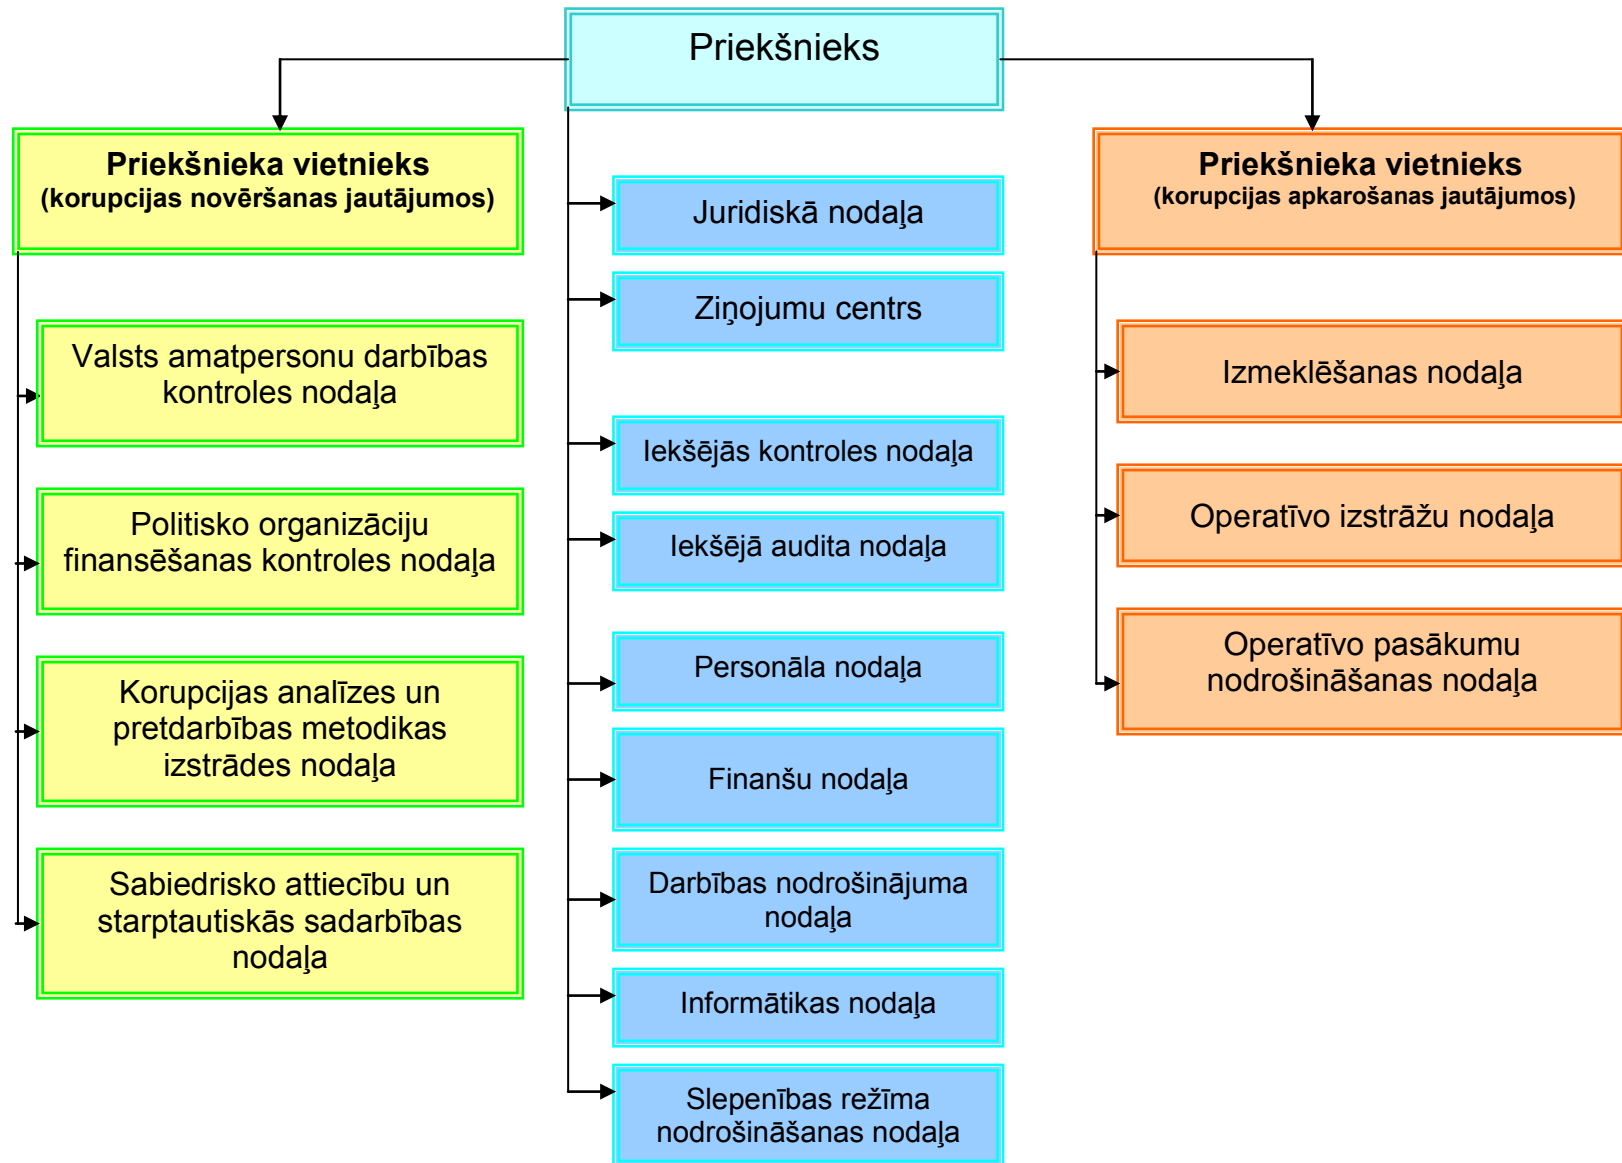 Priekšnieks
Priekšnieka vietnieks
(korupcijas novēršanas jautājumos)
Valsts amatpersonu darbības
kontroles nodaļa
Politisko organizāciju
finansēšanas kontroles nodaļa
Korupcijas analīzes un
pretdarbības metodikas
izstrādes nodaļa
Sabiedrisko attiecību un
starptautiskās sadarbības
nodaļa
Juridiskā nodaļa
Ziņojumu centrs
Iekšējās kontroles nodaļa
Iekšējā audita nodaļa
Personāla nodaļa
Finanšu nodaļa
Darbības nodrošinājuma
nodaļa
Informātikas nodaļa
Slepenības režīma
nodrošināšanas nodaļa
Priekšnieka vietnieks
(korupcijas apkarošanas jautājumos)
Izmeklēšanas nodaļa
Operatīvo izstrāžu nodaļa
Operatīvo pasākumu
nodrošināšanas nodaļa